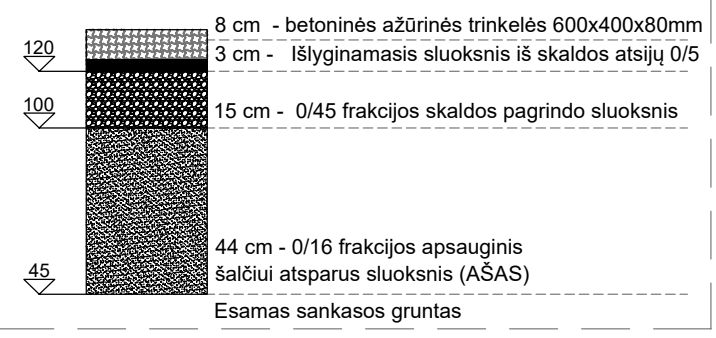 8 cm - betoninės ažūrinės trinkelės 600x400x80mm
120
3 cm - Išlyginamasis sluoksnis iš skaldos atsijų 0/5
100
15 cm - 0/45 frakcijos skaldos pagrindo sluoksnis
44 cm - 0/16 frakcijos apsauginis
45
šalčiui atsparus sluoksnis (AŠAS)
Esamas sankasos gruntas